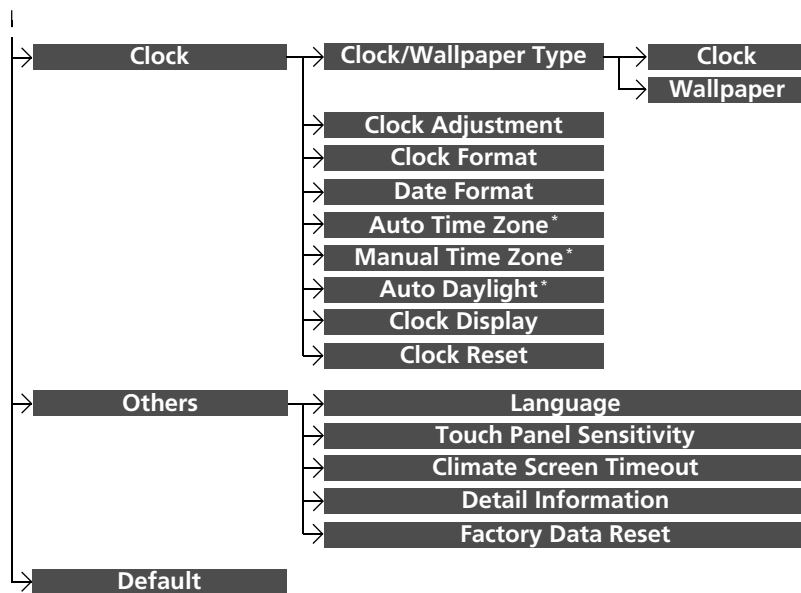 Clock
Clock/Wallpaper Type
Clock
Wallpaper
Clock Adjustment
Clock Format
Date Format
Auto Time Zone*
Manual Time Zone*
Auto Daylight*
Clock Display
Clock Reset
Others
Language
Touch Panel Sensitivity
Climate Screen Timeout
Detail Information
Factory Data Reset
Default